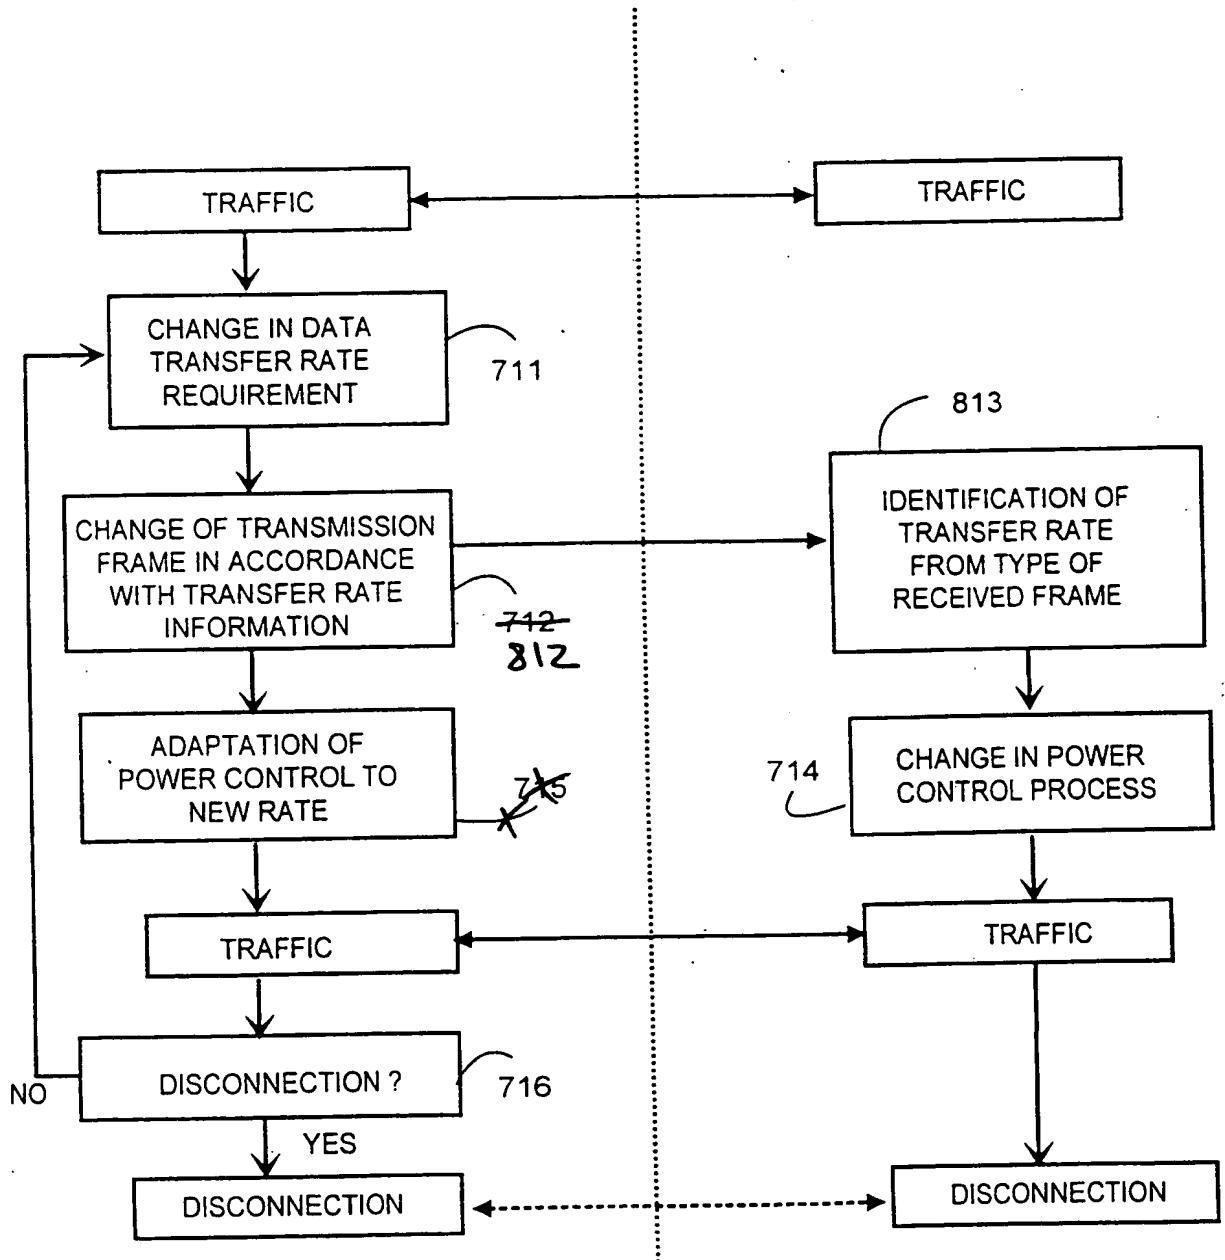 TRAFFIC
TRAFFIC
CHANGE IN DATA
TRANSFER RATE
REQUIREMENT
711
813
CHANGE OF TRANSMISSION
FRAME IN ACCORDANCE
WITH TRANSFER RATE
INFORMATION
712
812
IDENTIFICATION OF
TRANSFER RATE
FROM TYPE OF
RECEIVED FRAME
ADAPTATION OF
POWER CONTROL TO
NEW RATE
715
714
CHANGE IN POWER
CONTROL PROCESS
TRAFFIC
TRAFFIC
DISCONNECTION ?
716
NO
YES
DISCONNECTION
DISCONNECTION